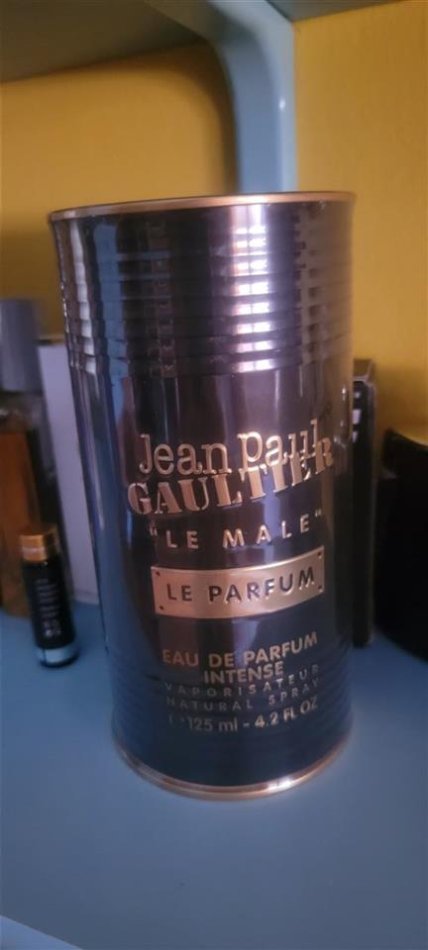 Jean Paul
GAULTIER
"LE MALE"
LE PARFUM
EAU DE PARFUM
INTENSE
VAPORISATEUR
NATURAL SPRAY
125 ml - 4.2 FL OZ